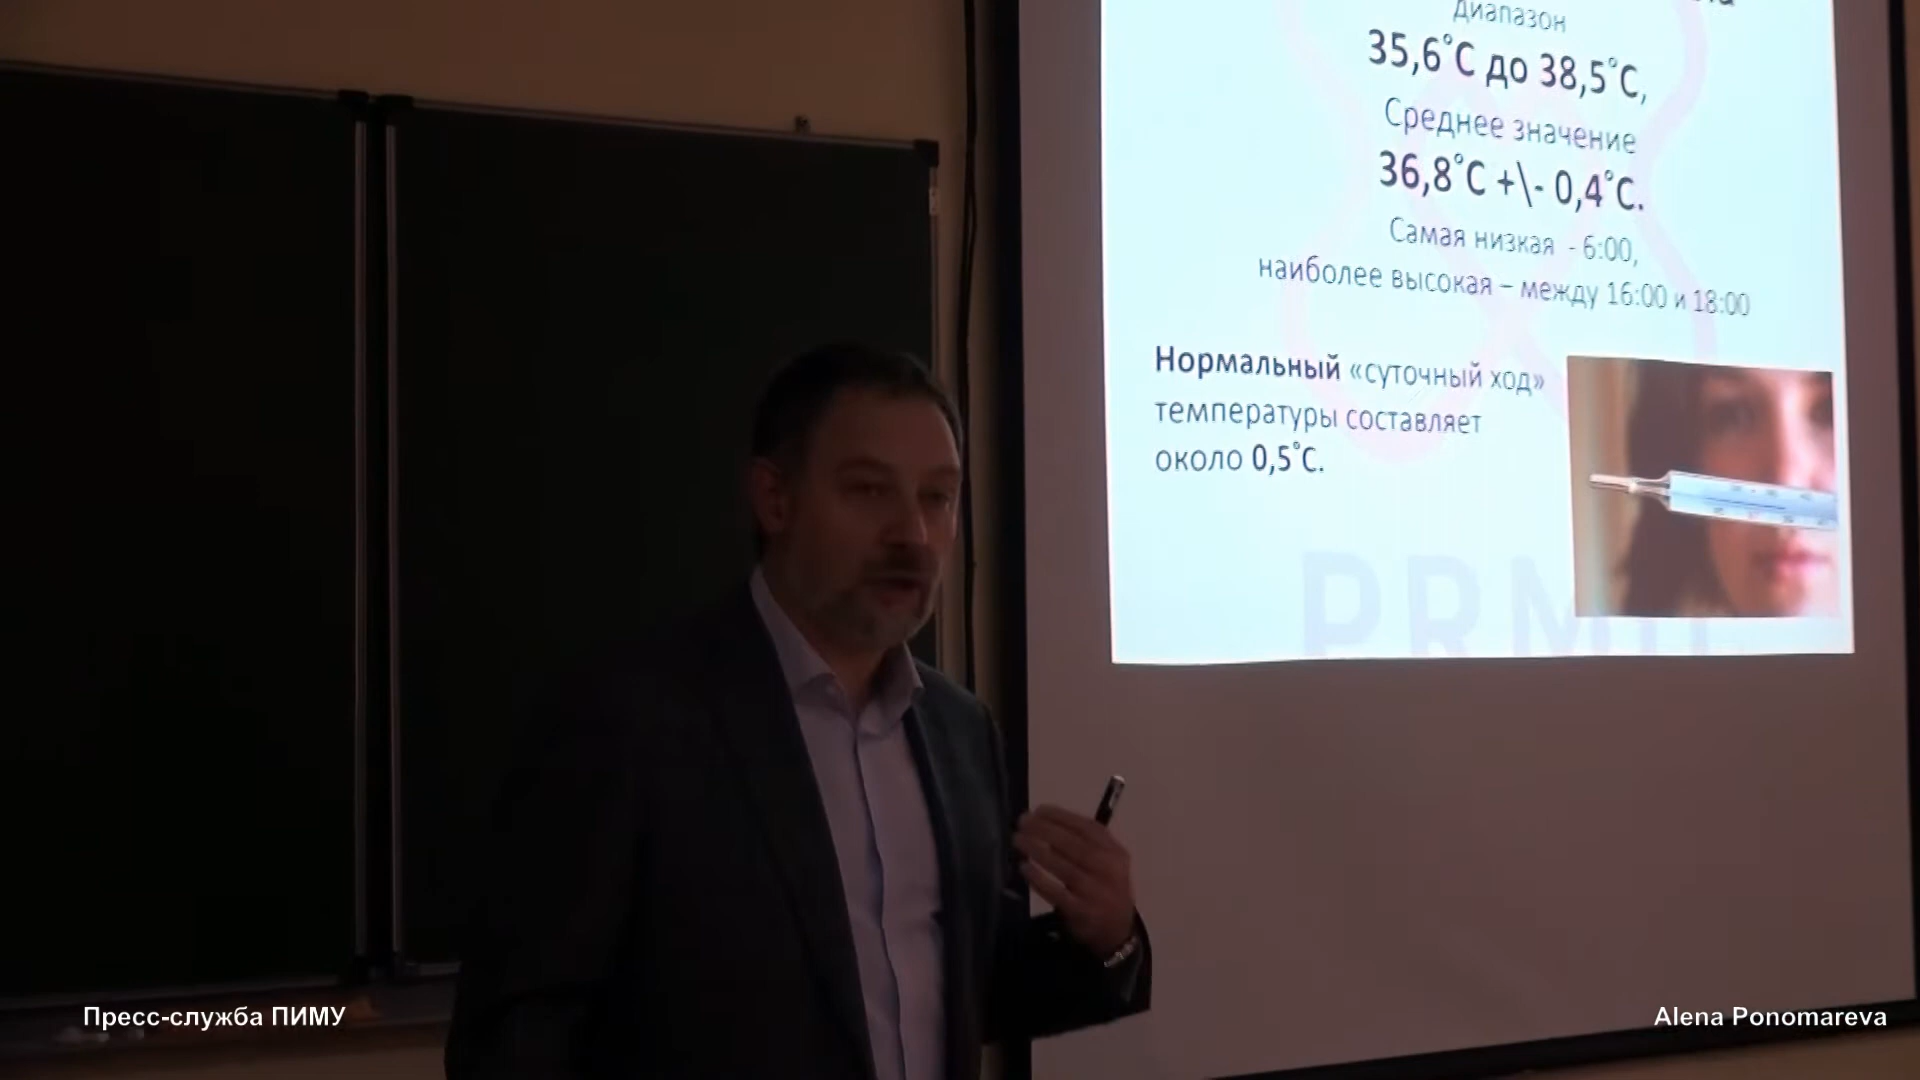 диапазон
35,6°С до 38,5°С,
Среднее значение
36,8°С +\- 0,4°С.
Самая низкая - 6:00,
наиболее высокая – между 16:00 и 18:00
Нормальный «суточный ход»
температуры составляет
около 0,5°С.
Пресс-служба ПИМУ
Alena Ponomareva